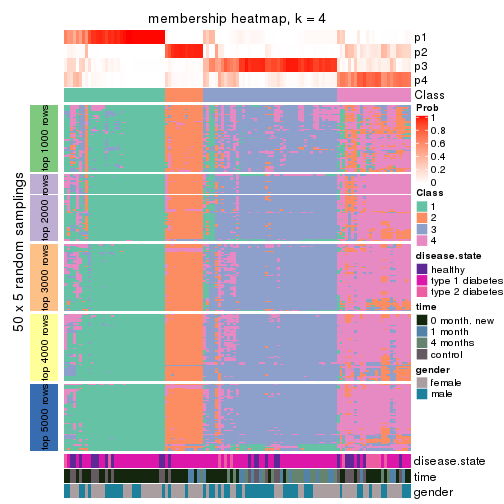 membership heatmap, k = 4
p1
p2
p3
p4
Class
50 x 5 random samplings
top 1000 rows
top 2000 rows
top 3000 rows
top 4000 rows
top 5000 rows
Prob
1
0.8
0.6
0.4
0.2
0
Class
1
2
3
4
disease.state
healthy
type 1 diabetes
type 2 diabetes
time
0 month. new
1 month
4 months
control
gender
female
male
disease.state
time
gender